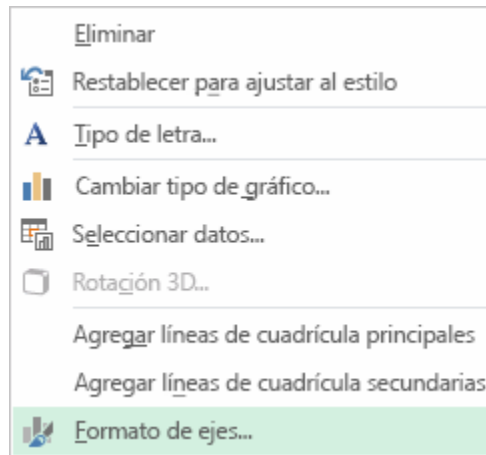 Eliminar
Restablecer para ajustar al estilo
Tipo de letra...
Cambiar tipo de gráfico...
Seleccionar datos...
Rotación 3D...
Agregar líneas de cuadrícula principales
Agregar líneas de cuadrícula secundarias
Formato de ejes...